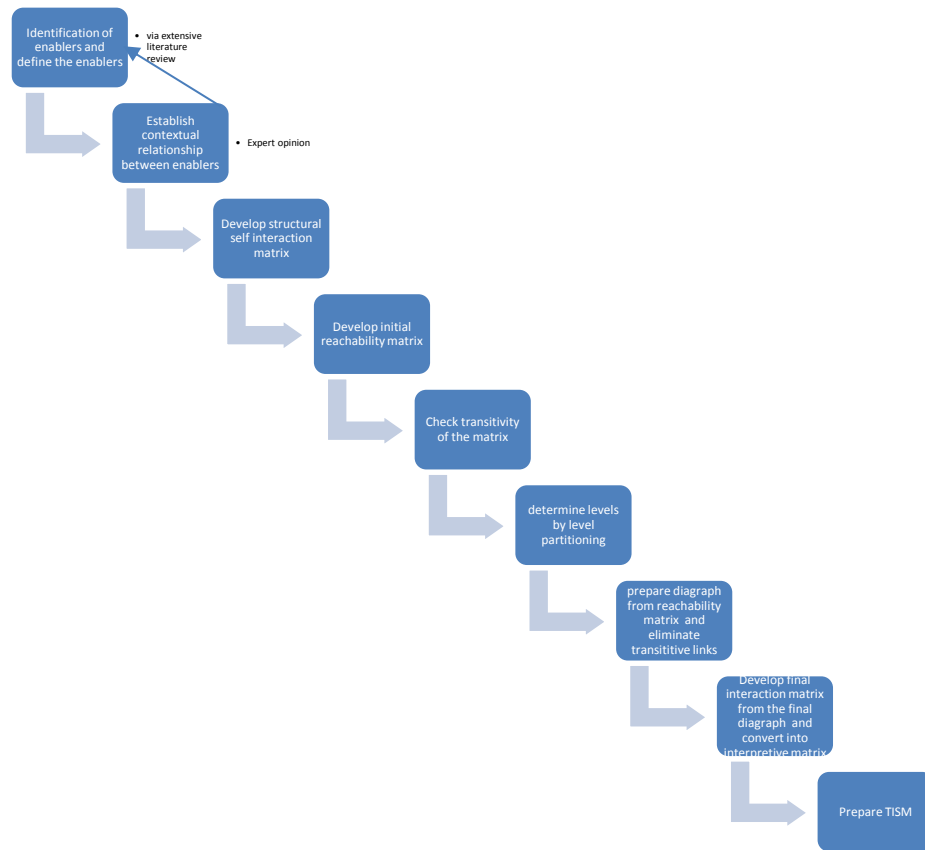 Identification of
enablers and
define the enablers
• via extensive
literature
review
Establish
contextual
relationship
between enablers
• Expert opinion
Develop structural
self interaction
matrix
Develop initial
reachability matrix
Check transitivity
of the matrix
determine levels
by level
partitioning
prepare diagraph
from reachability
matrix and
eliminate
transititive links
Develop final
interaction matrix
from the final
diagraph and
convert into
interpretive matrix
Prepare TISM